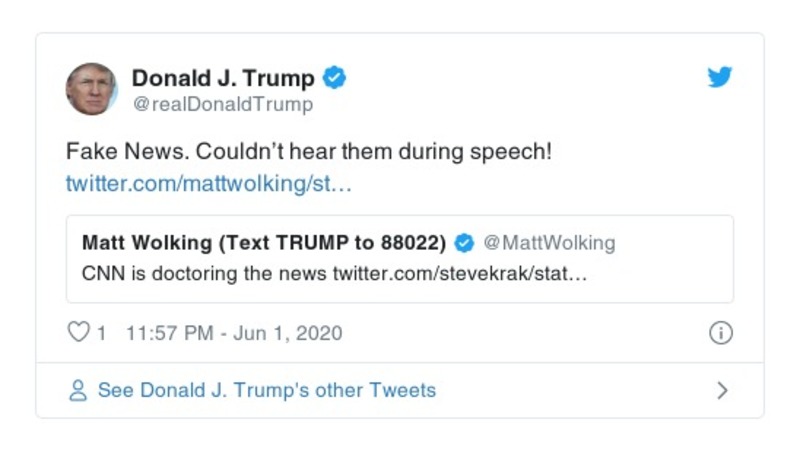 Donald J. Trump
@realDonaldTrump
Fake News. Couldn’t hear them during speech!
twitter.com/mattwolking/st…
Matt Wolking (Text TRUMP to 88022) @MattWolking
CNN is doctoring the news twitter.com/stevekrak/stat…
1 11:57 PM - Jun 1, 2020
See Donald J. Trump's other Tweets